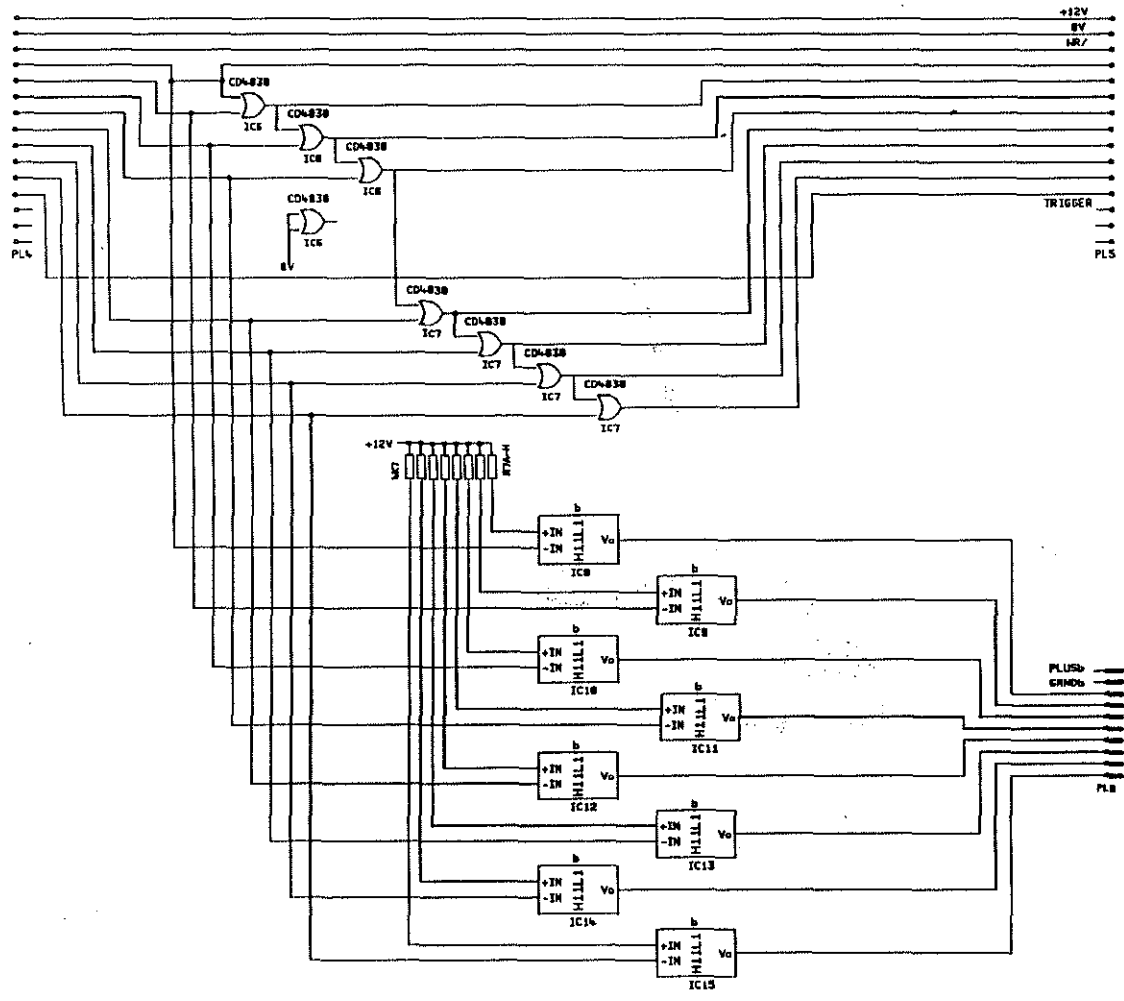 +12V
0V
WR/
CD4030
IC6
CD4030
IC6
CD4030
IC6
CD4030
IC6
0V
TRIGGER
PL4
PL5
CD4030
IC7
CD4030
IC7
CD4030
IC7
CD4030
IC7
+12V
WK7
R7A-H
b
+IN
-IN
H11L1
Vo
IC8
b
+IN
-IN
H11L1
Vo
IC9
b
+IN
-IN
H11L1
Vo
IC10
PLUSb
GRNDb
b
+IN
-IN
H11L1
Vo
IC11
b
+IN
-IN
H11L1
Vo
IC12
PL8
b
+IN
-IN
H11L1
Vo
IC13
b
+IN
-IN
H11L1
Vo
IC14
b
+IN
-IN
H11L1
Vo
IC15